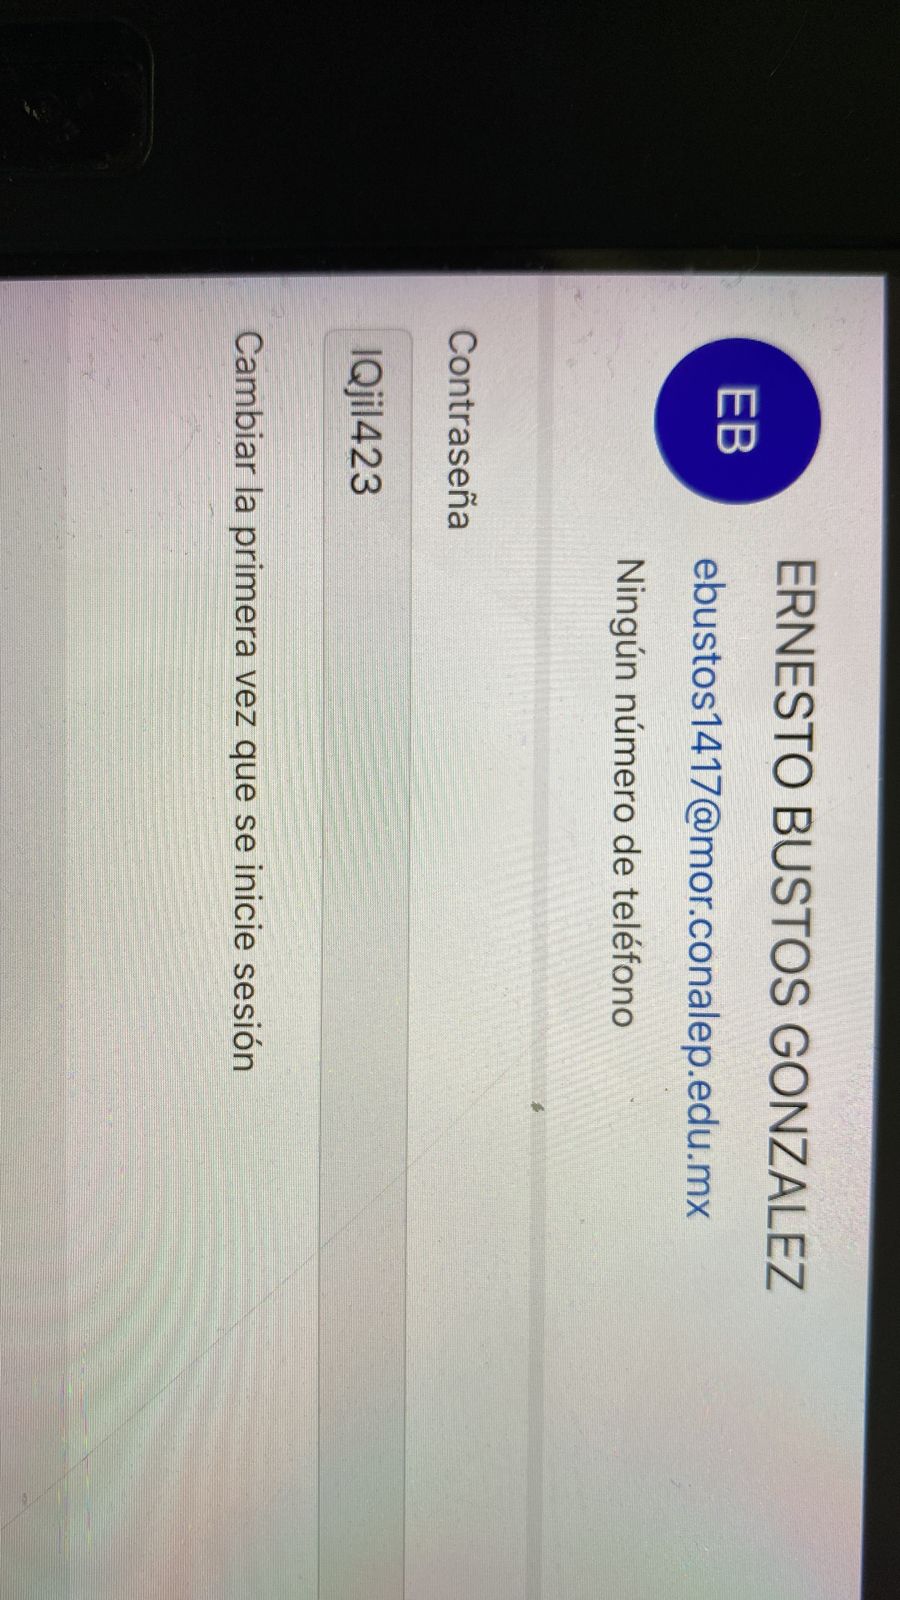 EB
ERNESTO BUSTOS GONZALEZ
ebustos1417@mor.conalep.edu.mx
Ningún número de teléfono
Contraseña
IQjil423
Cambiar la primera vez que se inicie sesión